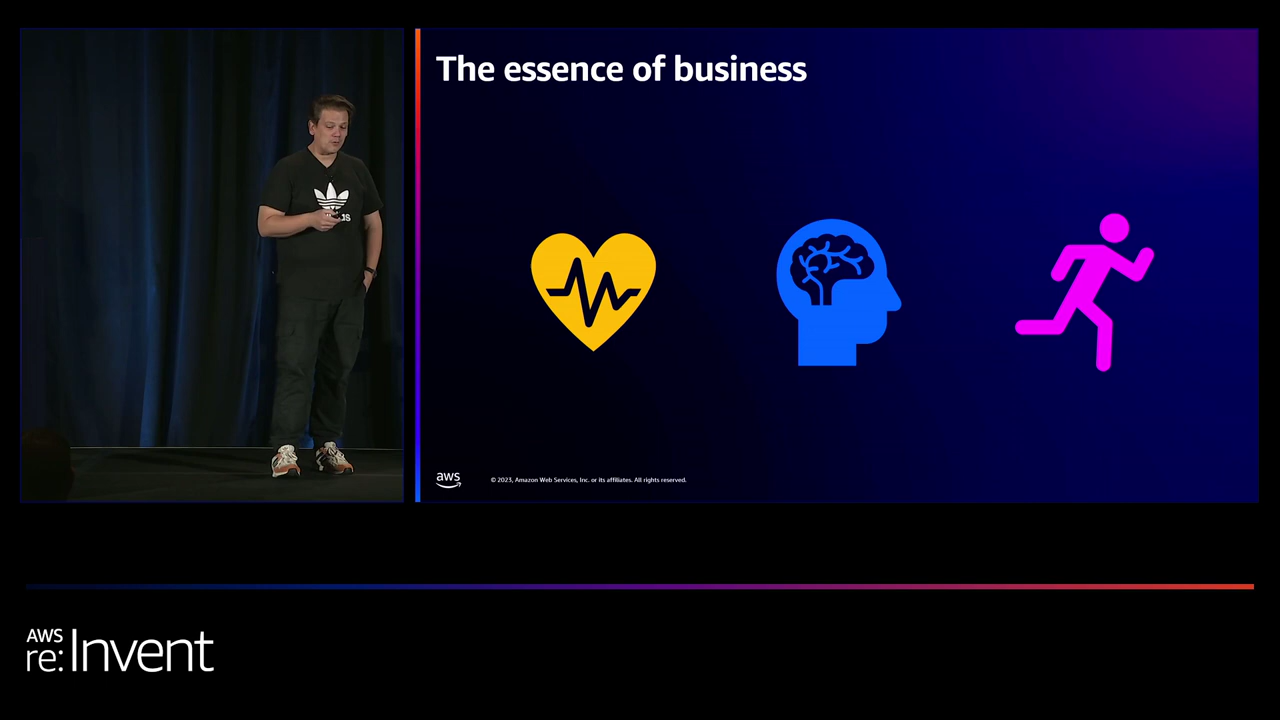 The essence of business
aws
© 2023, Amazon Web Services, Inc. or its affiliates. All rights reserved.
AWS
re:Invent